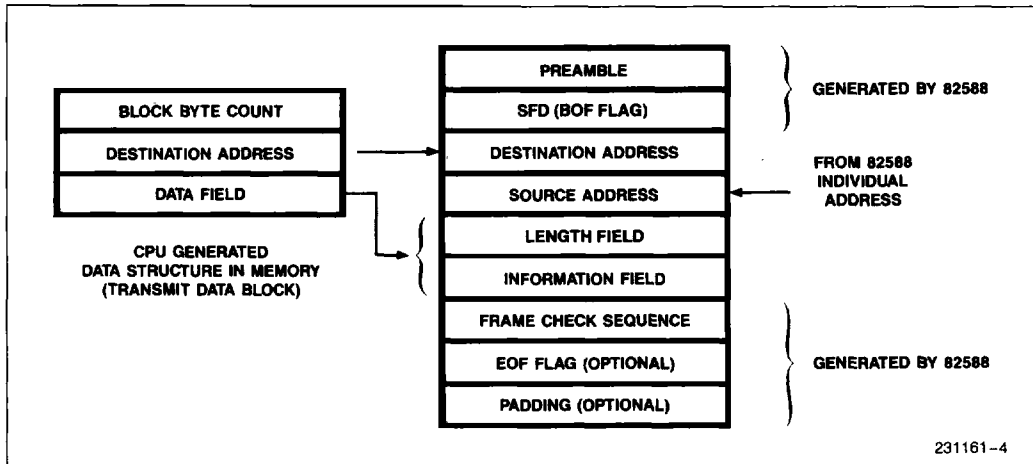 BLOCK BYTE COUNT
DESTINATION ADDRESS
DATA FIELD
CPU GENERATED
DATA STRUCTURE IN MEMORY
(TRANSMIT DATA BLOCK)
PREAMBLE
SFD (BOF FLAG)
DESTINATION ADDRESS
SOURCE ADDRESS
LENGTH FIELD
INFORMATION FIELD
FRAME CHECK SEQUENCE
EOF FLAG (OPTIONAL)
PADDING (OPTIONAL)
GENERATED BY 82588
FROM 82588
INDIVIDUAL
ADDRESS
GENERATED BY 82588
231161-4